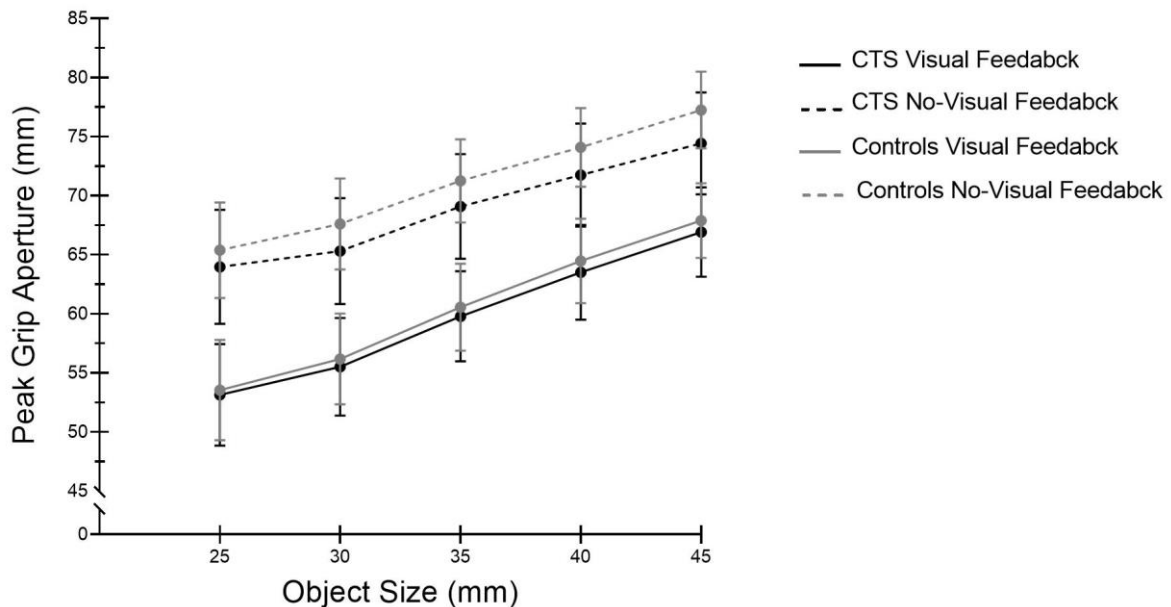 85
80
75
70
65
60
55
50
45
0
Peak Grip Aperture (mm)
25 30 35 40 45
Object Size (mm)
CTS Visual Feedabck
CTS No-Visual Feedabck
Controls Visual Feedabck
Controls No-Visual Feedabck